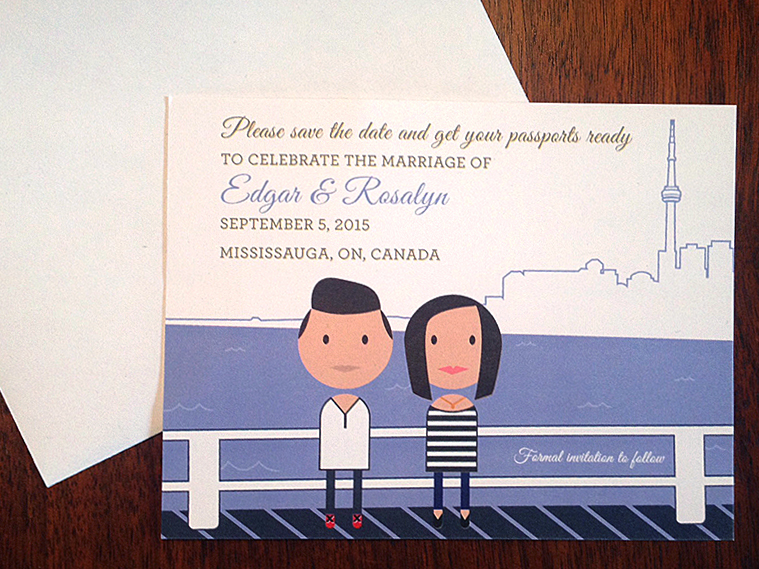 Please save the date and get your passports ready
TO CELEBRATE THE MARRIAGE OF
Edgar & Rosalyn
SEPTEMBER 5, 2015
MISSISSAUGA, ON, CANADA
Formal invitation to follow